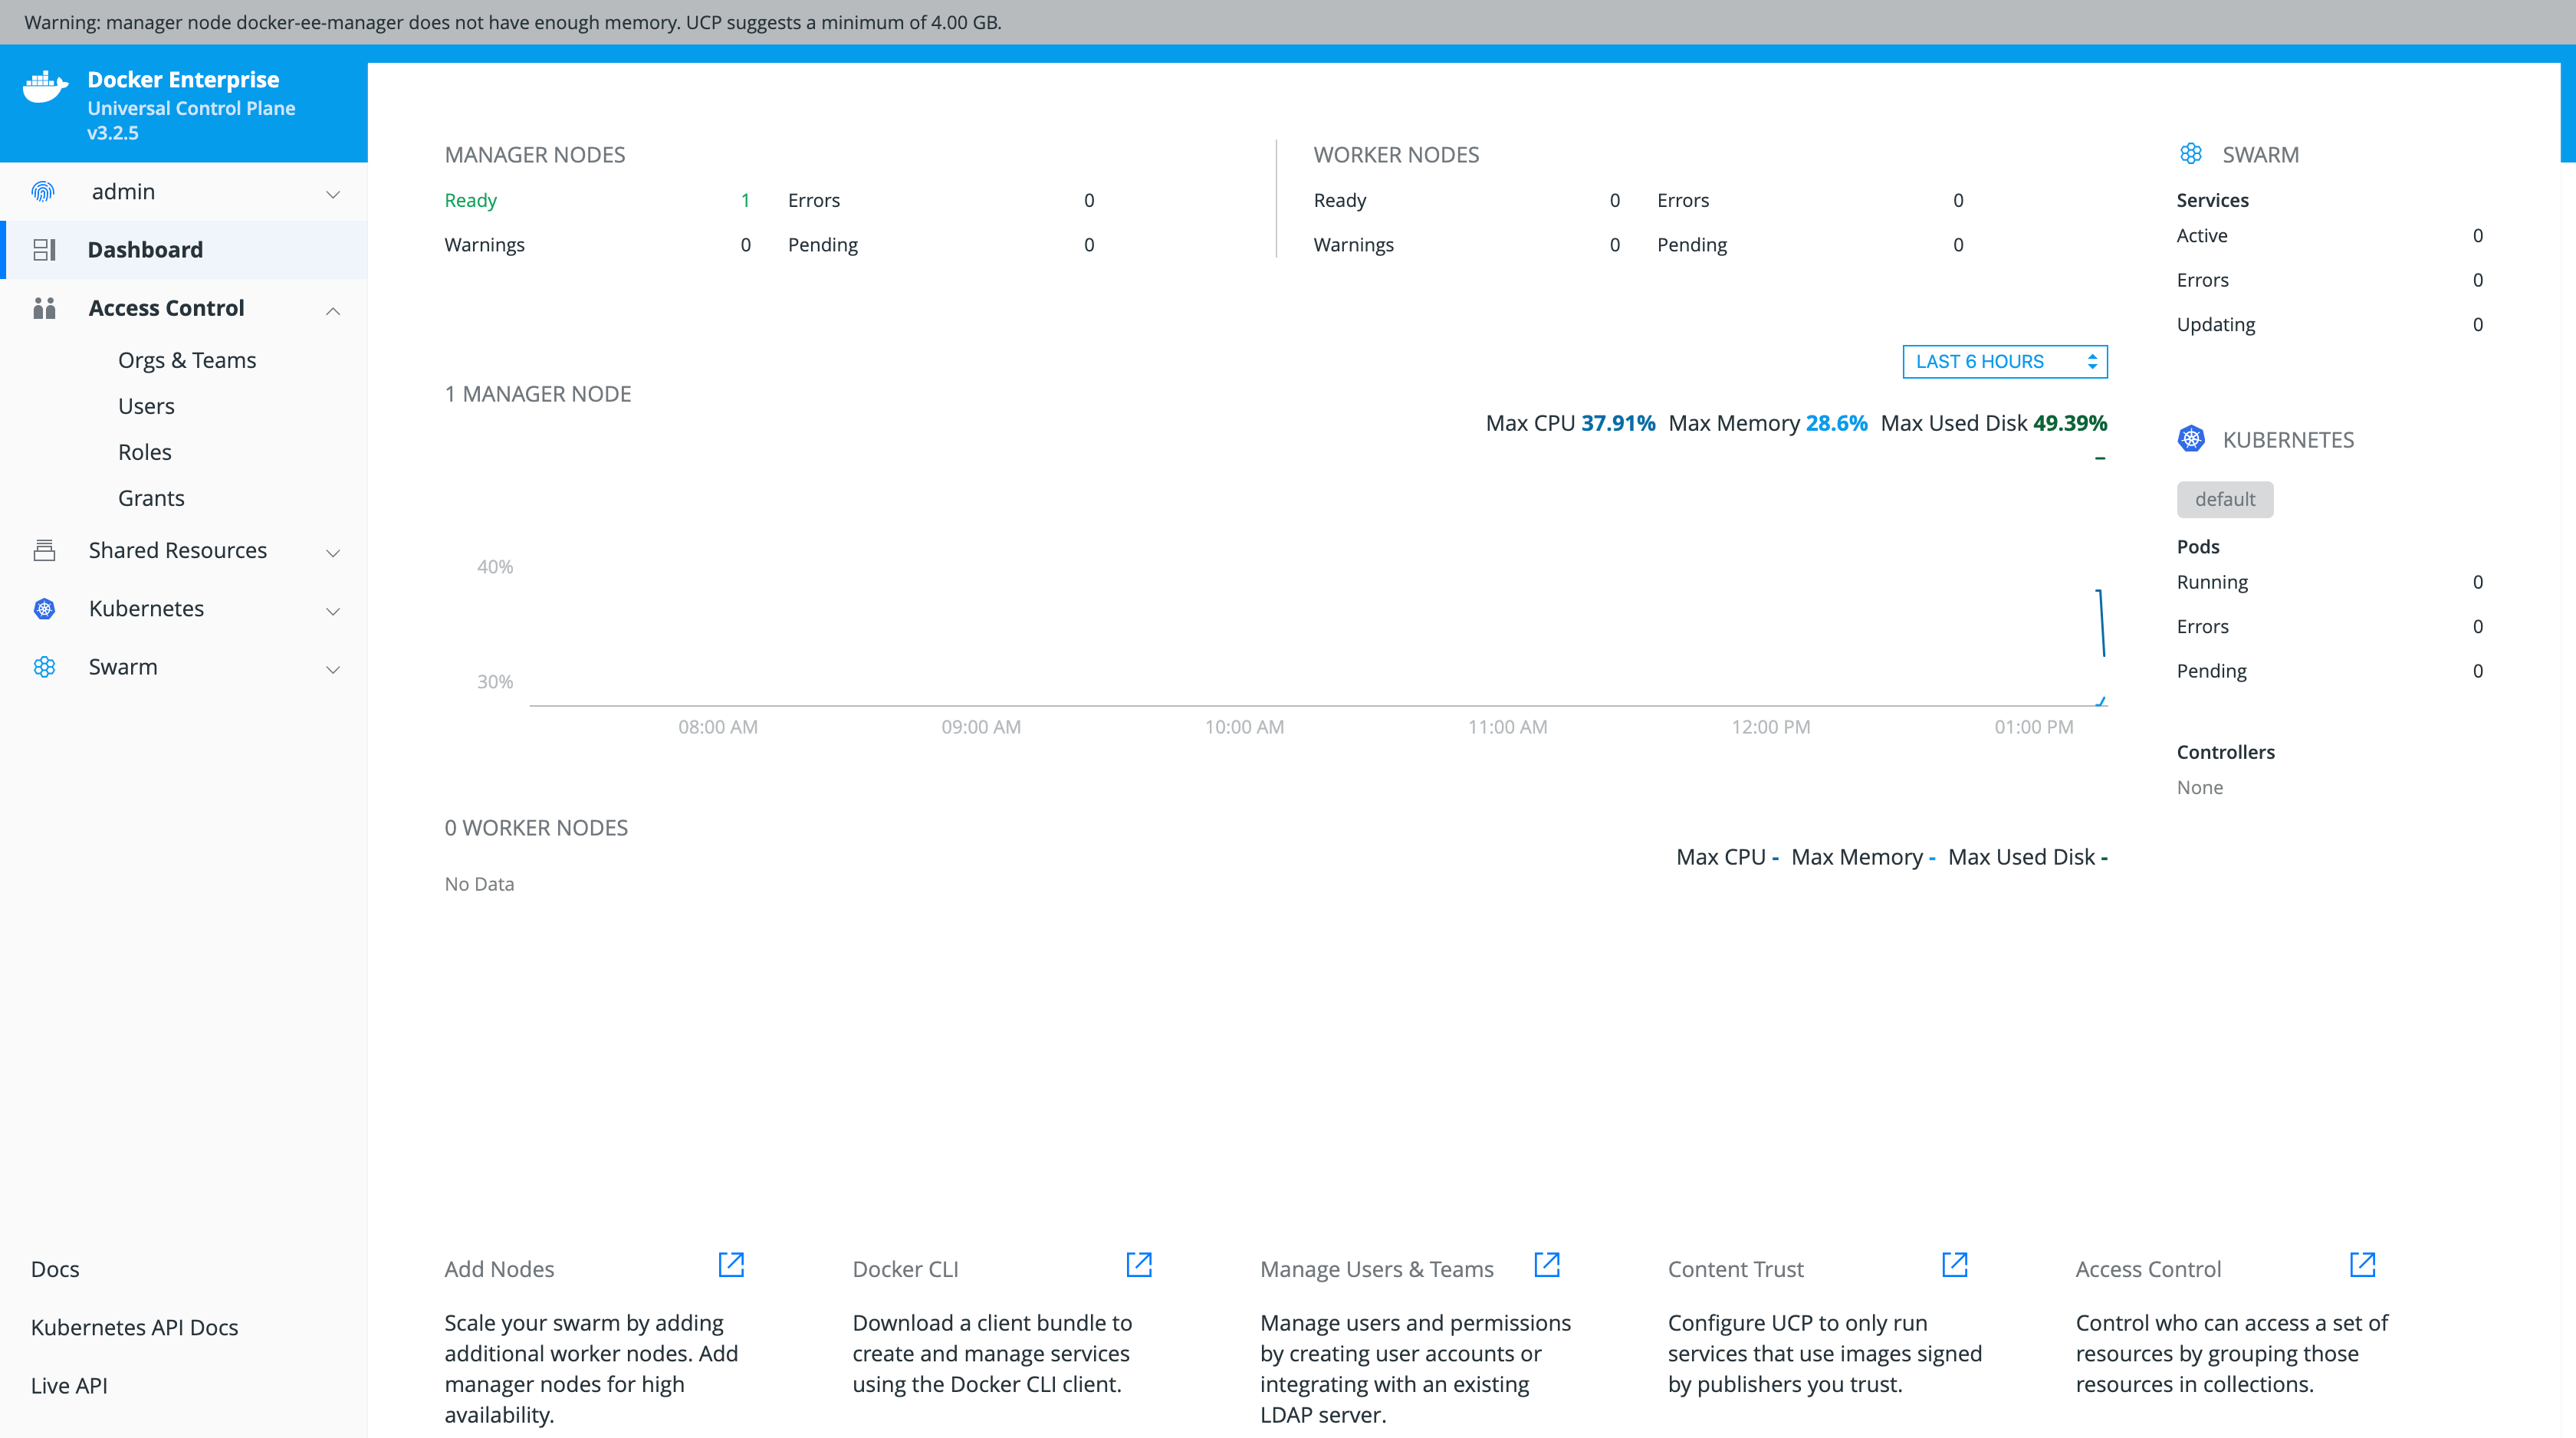 Warning: manager node docker-ee-manager does not have enough memory. UCP suggests a minimum of 4.00 GB.
Docker Enterprise
Universal Control Plane
v3.2.5
admin
Dashboard
Access Control
Orgs & Teams
Users
Roles
Grants
Shared Resources
Kubernetes
Swarm
Docs
Kubernetes API Docs
Live API
MANAGER NODES
Ready 1 Errors 0
Warnings 0 Pending 0
WORKER NODES
Ready 0 Errors 0
Warnings 0 Pending 0
LAST 6 HOURS
1 MANAGER NODE
Max CPU 37.91% Max Memory 28.6% Max Used Disk 49.39%
40%
30%
08:00 AM 09:00 AM 10:00 AM 11:00 AM 12:00 PM 01:00 PM
0 WORKER NODES
Max CPU - Max Memory - Max Used Disk -
No Data
SWARM
Services
Active 0
Errors 0
Updating 0
KUBERNETES
default
Pods
Running 0
Errors 0
Pending 0
Controllers
None
Add Nodes
Scale your swarm by adding
additional worker nodes. Add
manager nodes for high
availability.
Docker CLI
Download a client bundle to
create and manage services
using the Docker CLI client.
Manage Users & Teams
Manage users and permissions
by creating user accounts or
integrating with an existing
LDAP server.
Content Trust
Configure UCP to only run
services that use images signed
by publishers you trust.
Access Control
Control who can access a set of
resources by grouping those
resources in collections.